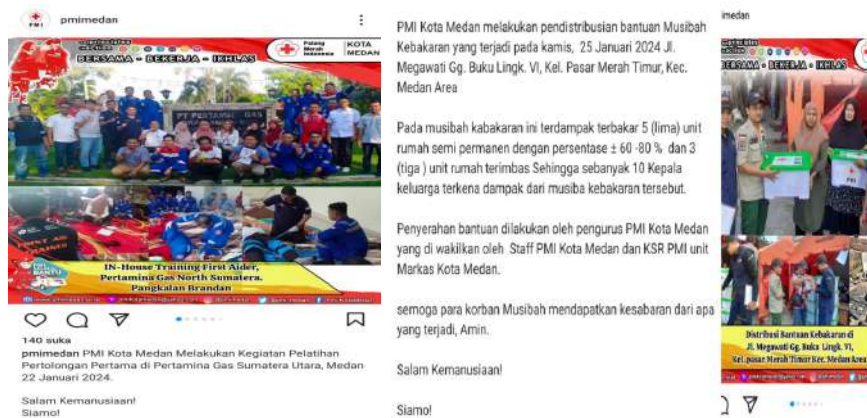 pmimedan
PMI
BERSAMA - BEKERJA - IKHLAS
Palang
Merah
Indonesia
KOTA
MEDAN
PT PERTAMINA GAS
FIRST AID
TRAINER
IN-House Training First Aider,
Pertamina Gas North Sumatera.
Pangkalan Brandan
140 suka
pmimedan PMI Kota Medan Melakukan Kegiatan Pelatihan
Pertolongan Pertama di Pertamina Gas Sumatera Utara, Medan
22 Januari 2024.
Salam Kemanusiaan!
Siamo!
PMI Kota Medan melakukan pendistribusian bantuan Musibah
Kebakaran yang terjadi pada kamis, 25 Januari 2024 Jl.
Megawati Gg. Buku Lingk. VI, Kel. Pasar Merah Timur, Kec.
Medan Area
Pada musibah kabakaran ini terdampak terbakar 5 (lima) unit
rumah semi permanen dengan persentase ± 60 -80 % dan 3
(tiga ) unit rumah terimbas Sehingga sebanyak 10 Kepala
keluarga terkena dampak dari musiba kebakaran tersebut.
Penyerahan bantuan dilakukan oleh pengurus PMI Kota Medan
yang di wakilkan oleh Staff PMI Kota Medan dan KSR PMI unit
Markas Kota Medan.
semoga para korban Musibah mendapatkan kesabaran dari apa
yang terjadi, Amin.
Salam Kemanusiaan!
Siamo!
imedan
BERSAMA - BEKERJA - IKHLAS
Distribusi Bantuan Kebakaran di
Jl. Megawati Gg. Buku Lingk. VI,
Kel. pasar Merah Timur Kec. Medan Area